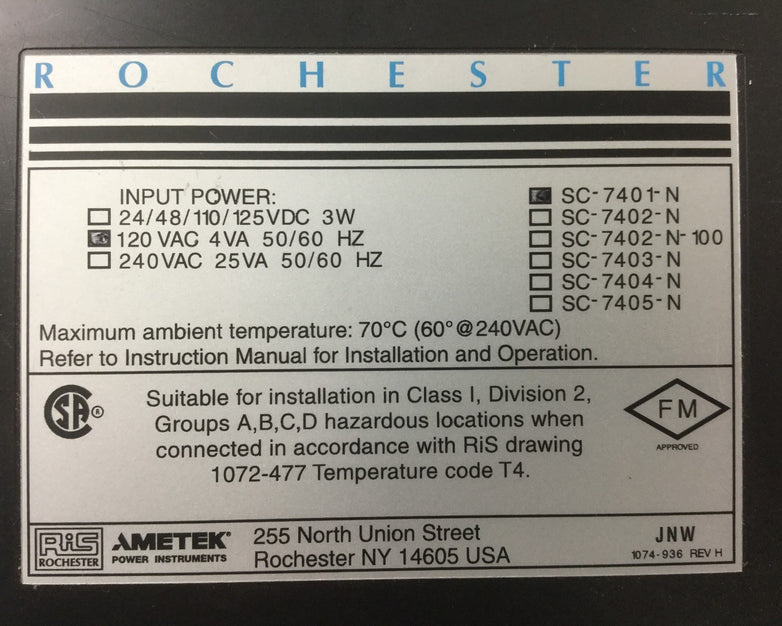 ROCHESTER
INPUT POWER:
24/48/110/125VDC 3W
120 VAC 4VA 50/60 HZ
240VAC 25VA 50/60 HZ
SC-7401-N
SC-7402-N
SC-7402-N-100
SC-7403-N
SC-7404-N
SC-7405-N
Maximum ambient temperature: 70°C (60°@240VAC)
Refer to Instruction Manual for Installation and Operation.
SA®
Suitable for installation in Class I, Division 2,
Groups A,B,C,D hazardous locations when
connected in accordance with RiS drawing
1072-477 Temperature code T4.
FM
APPROVED
RiS
ROCHESTER
AMETEK®
POWER INSTRUMENTS
255 North Union Street
Rochester NY 14605 USA
JNW
1074-936 REV H